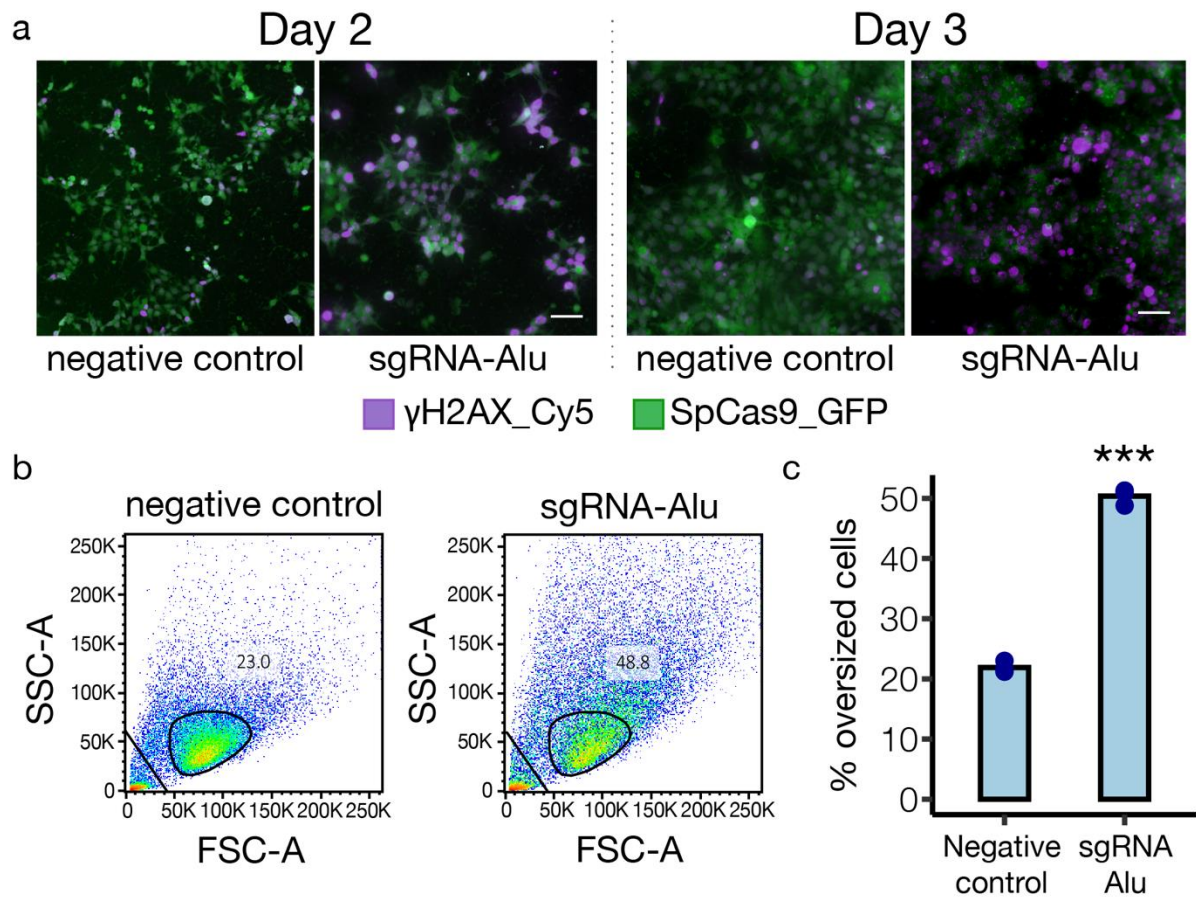 a
Day 2
Day 3
negative control
sgRNA-Alu
negative control
sgRNA-Alu
γH2AX_Cy5
SpCas9_GFP
b
negative control
sgRNA-Alu
SSC-A
250K
200K
150K
100K
50K
0
23.0
0
50K
100K
150K
200K
250K
FSC-A
SSC-A
250K
200K
150K
100K
50K
0
48.8
0
50K
100K
150K
200K
250K
FSC-A
c
***
% oversized cells
50
40
30
20
10
0
Negative
control
sgRNA
Alu